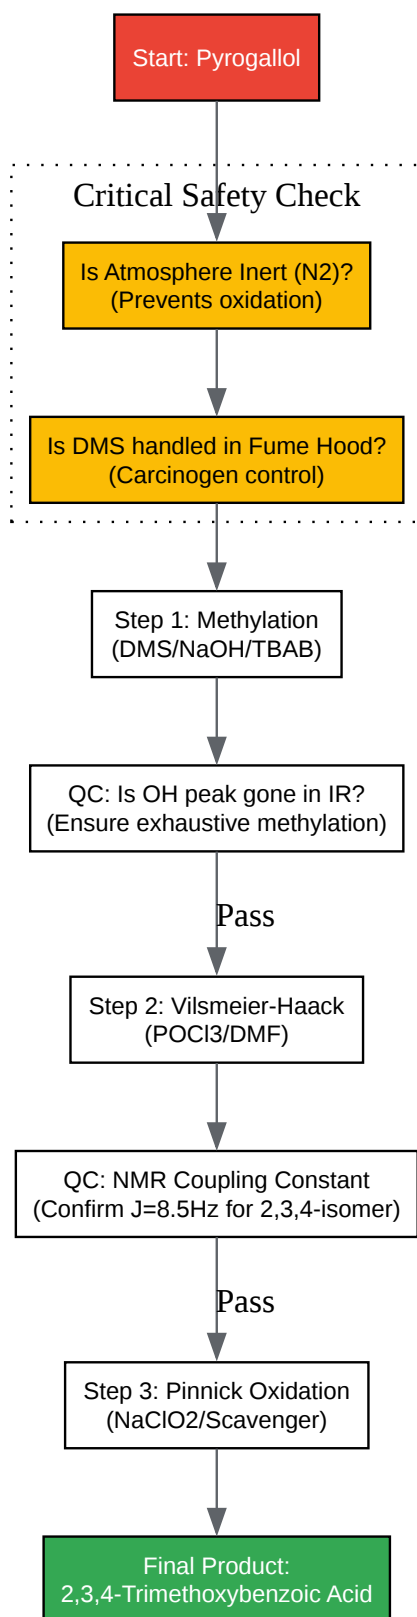 Start: Pyrogallol
Critical Safety Check
Is Atmosphere Inert (N2)?
(Prevents oxidation)
Is DMS handled in Fume Hood?
(Carcinogen control)
Step 1: Methylation
(DMS/NaOH/TBAB)
QC: Is OH peak gone in IR?
(Ensure exhaustive methylation)
Pass
Step 2: Vilsmeier-Haack
(POCl3/DMF)
QC: NMR Coupling Constant
(Confirm J=8.5Hz for 2,3,4-isomer)
Pass
Step 3: Pinnick Oxidation
(NaClO2/Scavenger)
Final Product:
2,3,4-Trimethoxybenzoic Acid